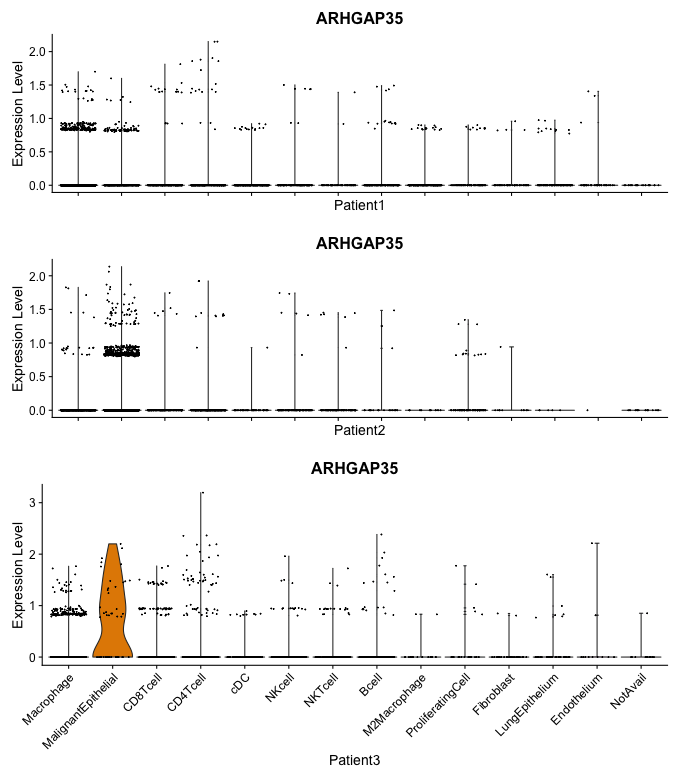 ARHGAP35
Expression Level
2.0
1.5
1.0
0.5
0.0
Patient1
ARHGAP35
Expression Level
2.0
1.5
1.0
0.5
0.0
Patient2
ARHGAP35
Expression Level
3
2
1
0
Macrophage
MalignantEpithelial
CD8Tcell
CD4Tcell
cDC
NKcell
NKTcell
Bcell
M2Macrophage
ProliferatingCell
Fibroblast
LungEpithelium
Endothelium
NotAvail
Patient3